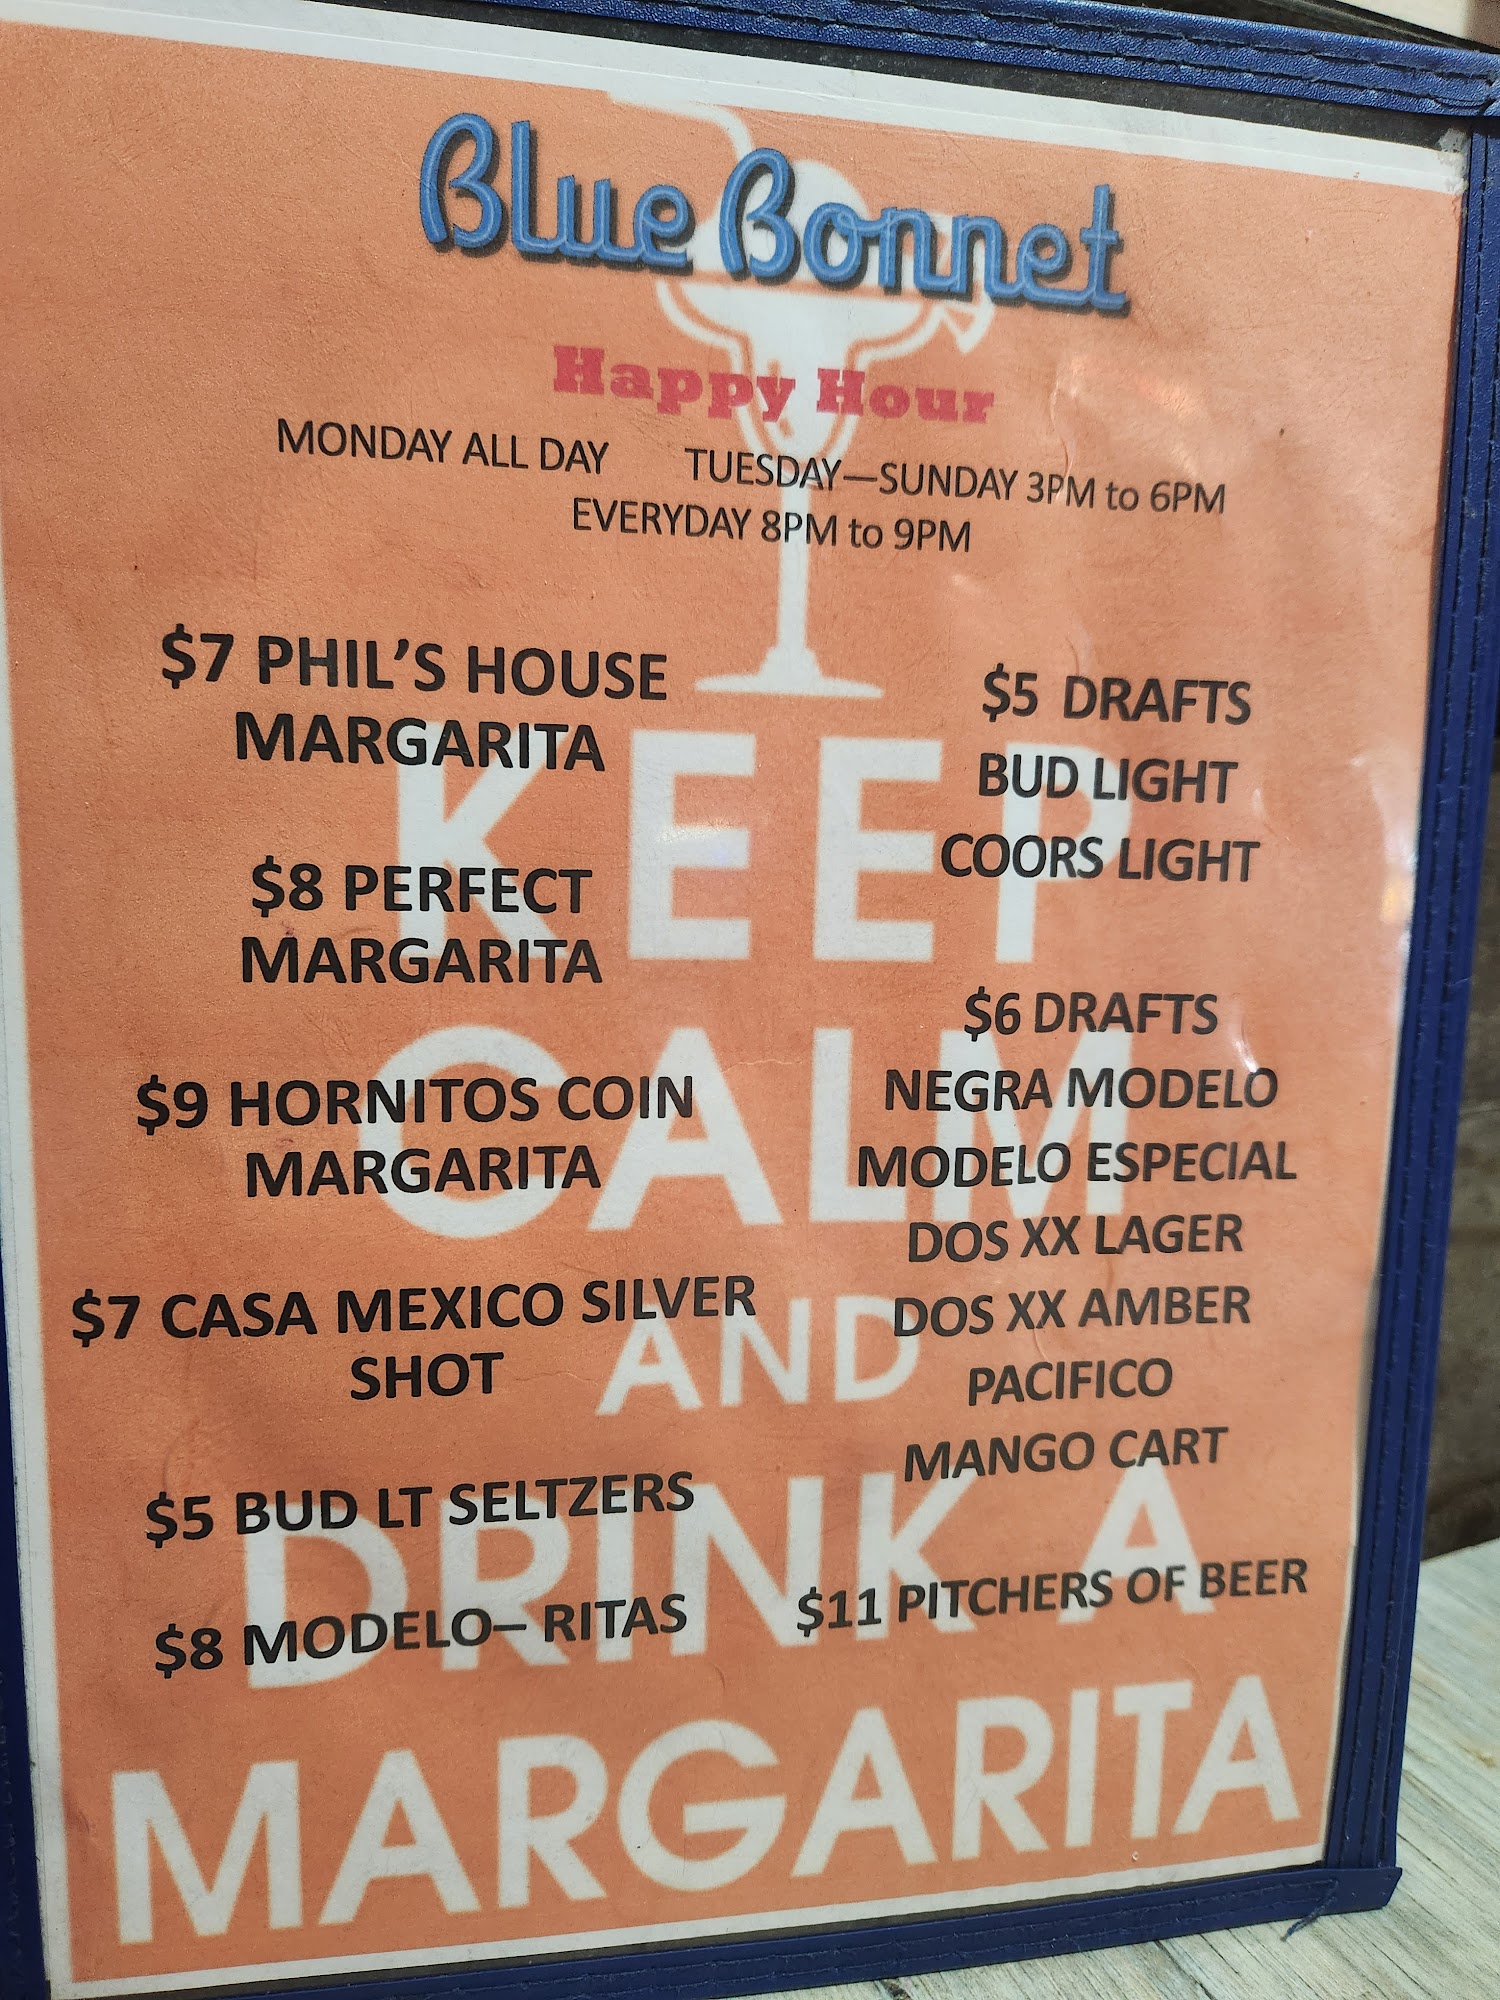 Blue Bonnet
Happy Hour
MONDAY ALL DAY TUESDAY—SUNDAY 3PM to 6PM
EVERYDAY 8PM to 9PM
$7 PHIL'S HOUSE
MARGARITA
$8 PERFECT
MARGARITA
$9 HORNITOS COIN
MARGARITA
$7 CASA MEXICO SILVER
SHOT
$5 BUD LT SELTZERS
$8 MODELO– RITAS
$5 DRAFTS
BUD LIGHT
COORS LIGHT
$6 DRAFTS
NEGRA MODELO
MODELO ESPECIAL
DOS XX LAGER
DOS XX AMBER
PACIFICO
MANGO CART
$11 PITCHERS OF BEER
KEEP
CALM
AND
DRINK A
MARGARITA